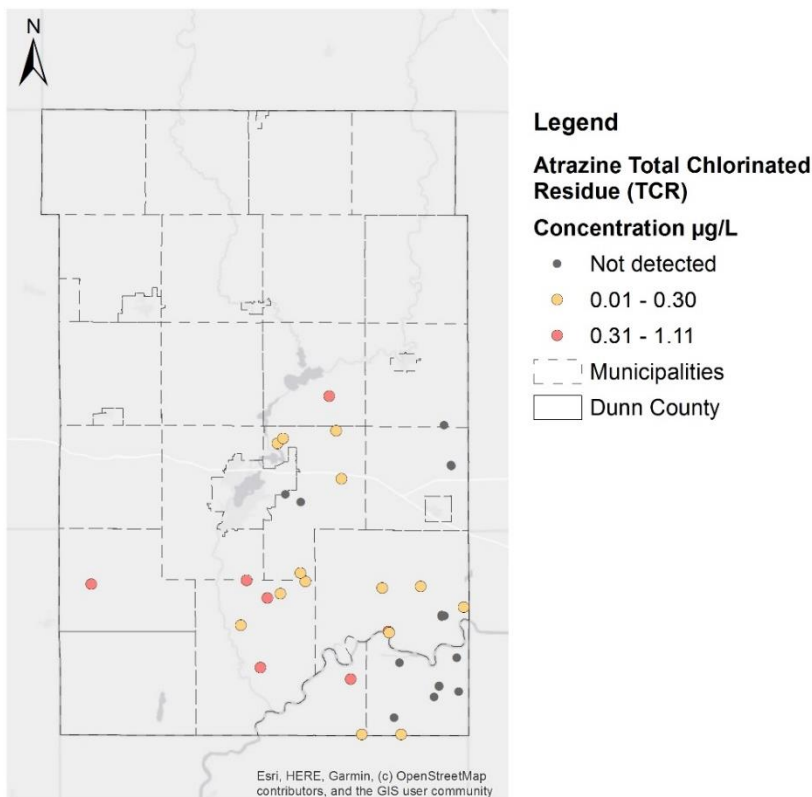 N
Legend
Atrazine Total Chlorinated
Residue (TCR)
Concentration µg/L
Not detected
0.01 - 0.30
0.31 - 1.11
Municipalities
Dunn County
Esri, HERE, Garmin, (c) OpenStreetMap
contributors, and the GIS user community